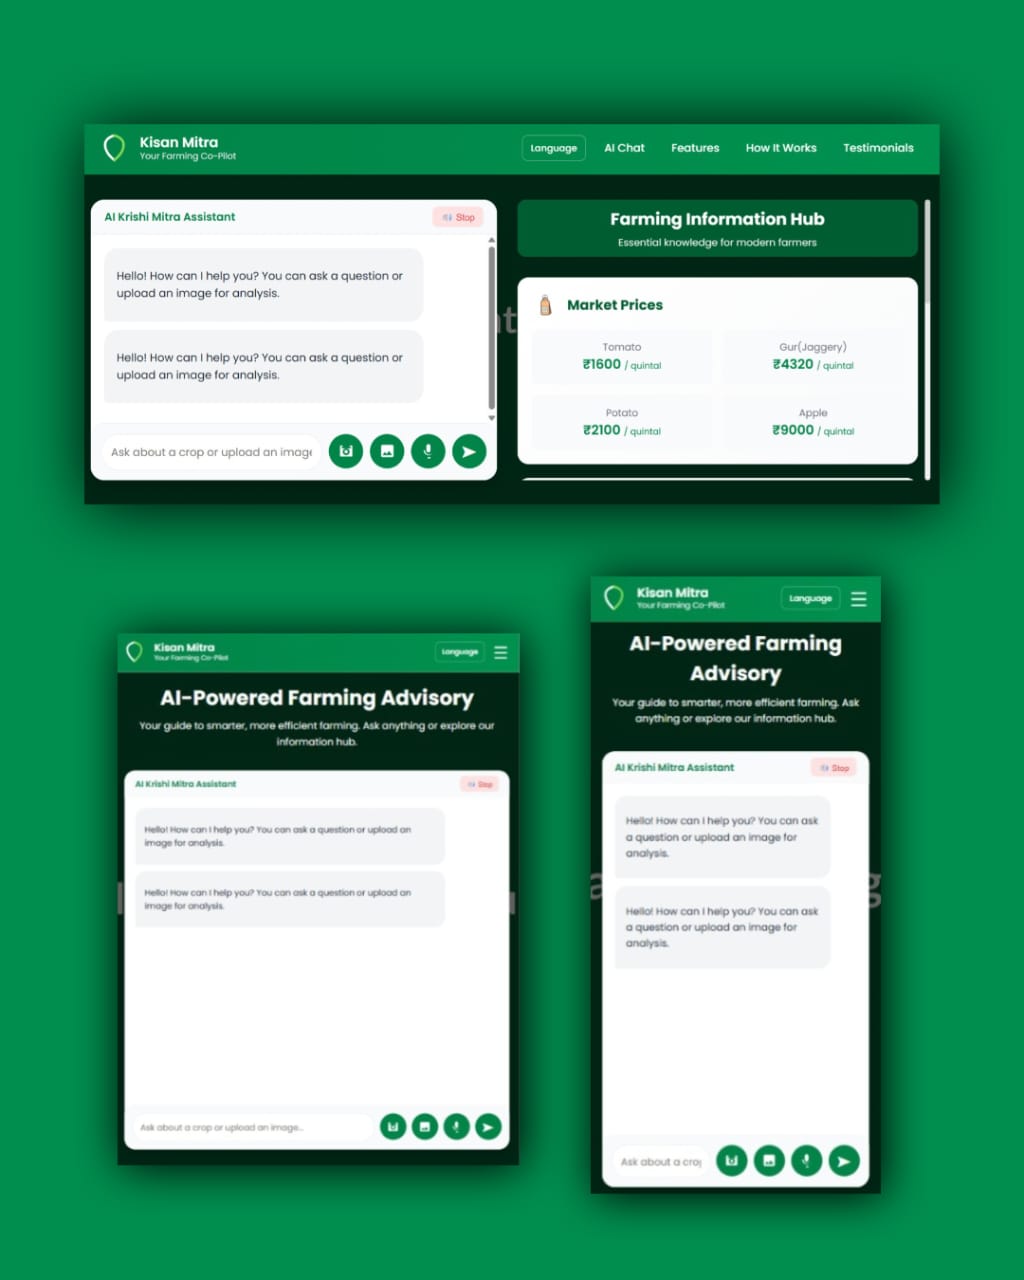 Kisan Mitra
Your Farming Co-Pilot
Language
AI Chat
Features
How It Works
Testimonials
AI Krishi Mitra Assistant
Stop
Hello! How can I help you? You can ask a question or
upload an image for analysis.
Hello! How can I help you? You can ask a question or
upload an image for analysis.
Ask about a crop or upload an image
Farming Information Hub
Essential knowledge for modern farmers
Market Prices
Tomato
₹1600 / quintal
Gur(Jaggery)
₹4320 / quintal
Potato
₹2100 / quintal
Apple
₹9000 / quintal
Kisan Mitra
Your Farming Co-Pilot
Language
AI-Powered Farming Advisory
Your guide to smarter, more efficient farming. Ask anything or explore our
information hub.
AI Krishi Mitra Assistant
Stop
Hello! How can I help you? You can ask a question or upload an
image for analysis.
Hello! How can I help you? You can ask a question or upload an
image for analysis.
Ask about a crop or upload an image...
Kisan Mitra
Your Farming Co-Pilot
Language
AI-Powered Farming
Advisory
Your guide to smarter, more efficient farming. Ask
anything or explore our information hub.
AI Krishi Mitra Assistant
Stop
Hello! How can I help you? You can ask
a question or upload an image for
analysis.
Hello! How can I help you? You can ask
a question or upload an image for
analysis.
Ask about a crop